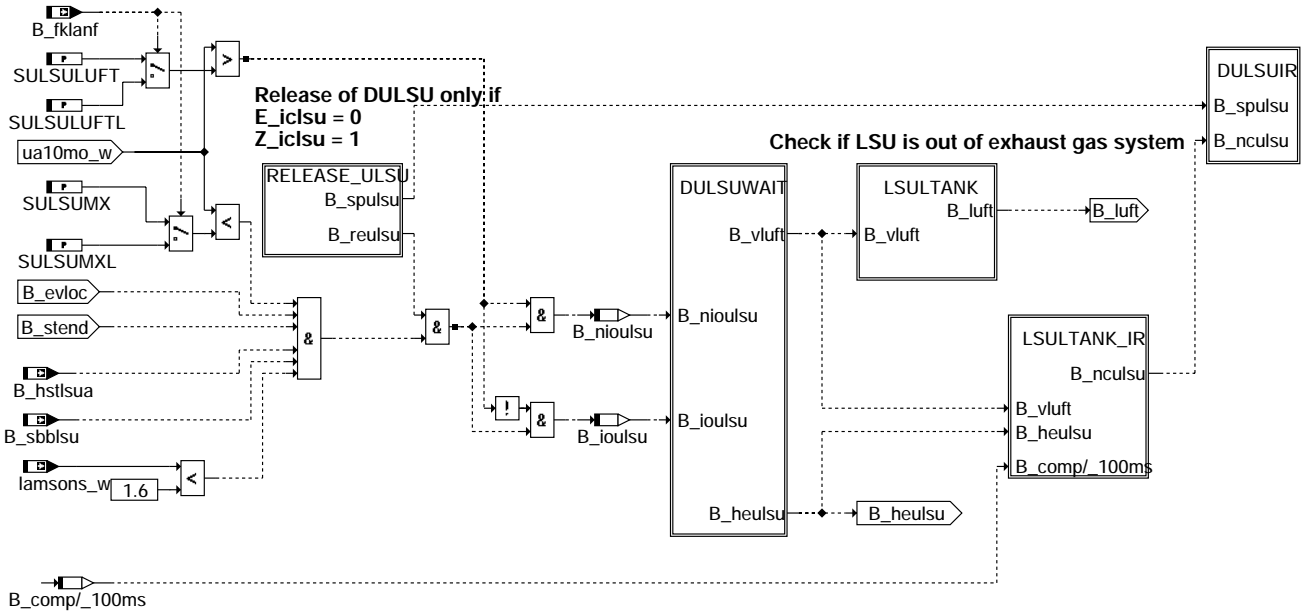 B_fklanf
P
SULSULUFT
P
SULSULUFTL
ua10mo_w
P
SULSUMX
P
SULSUMXL
B_evloc
B_stend
B_hstlsua
B_sbblsu
lamsons_w
1.6
B_comp/_100ms
>
<
<
&
&
&
!
&
Release of DULSU only if
E_iclsu = 0
Z_iclsu = 1
RELEASE_ULSU
B_spulsu
B_reulsu
B_nioulsu
B_ioulsu
DULSUWAIT
B_vluft
B_nioulsu
B_ioulsu
B_heulsu
Check if LSU is out of exhaust gas system
LSULTANK
B_luft
B_vluft
B_luft
B_heulsu
LSULTANK_IR
B_nculsu
B_vluft
B_heulsu
B_comp/_100ms
DULSUIR
B_spulsu
B_nculsu